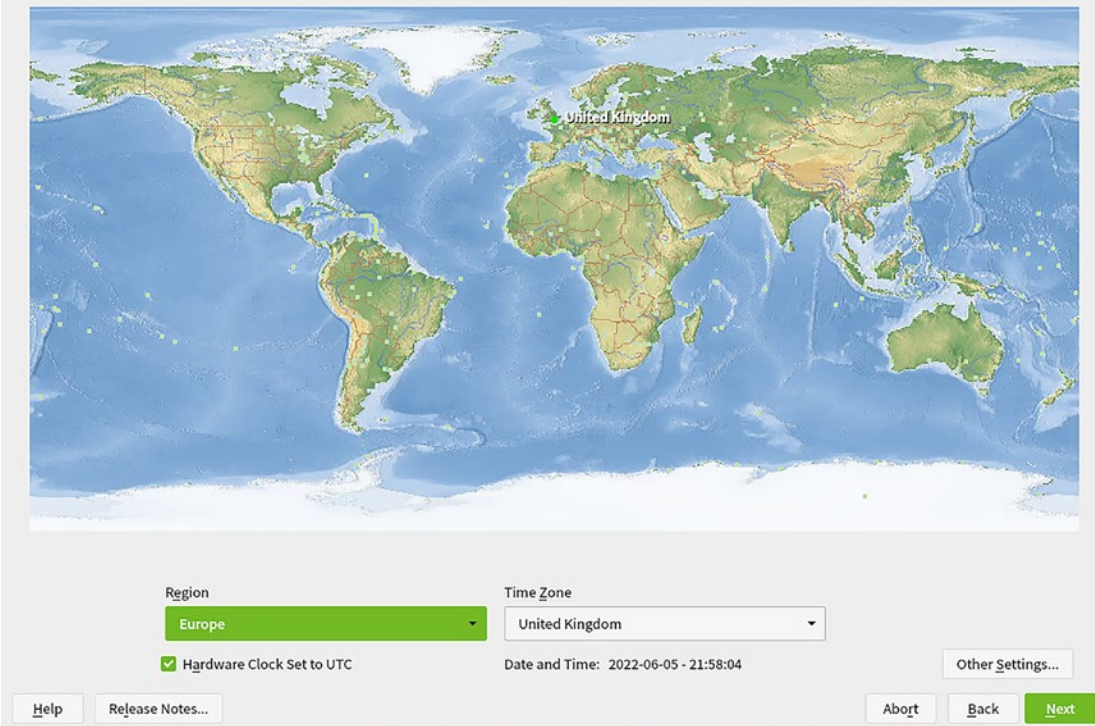 United Kingdom
Region
Time Zone
Europe
United Kingdom
Hardware Clock Set to UTC
Date and Time: 2022-06-05 - 21:58:04
Other Settings...
Help
Release Notes...
Abort
Back
Next